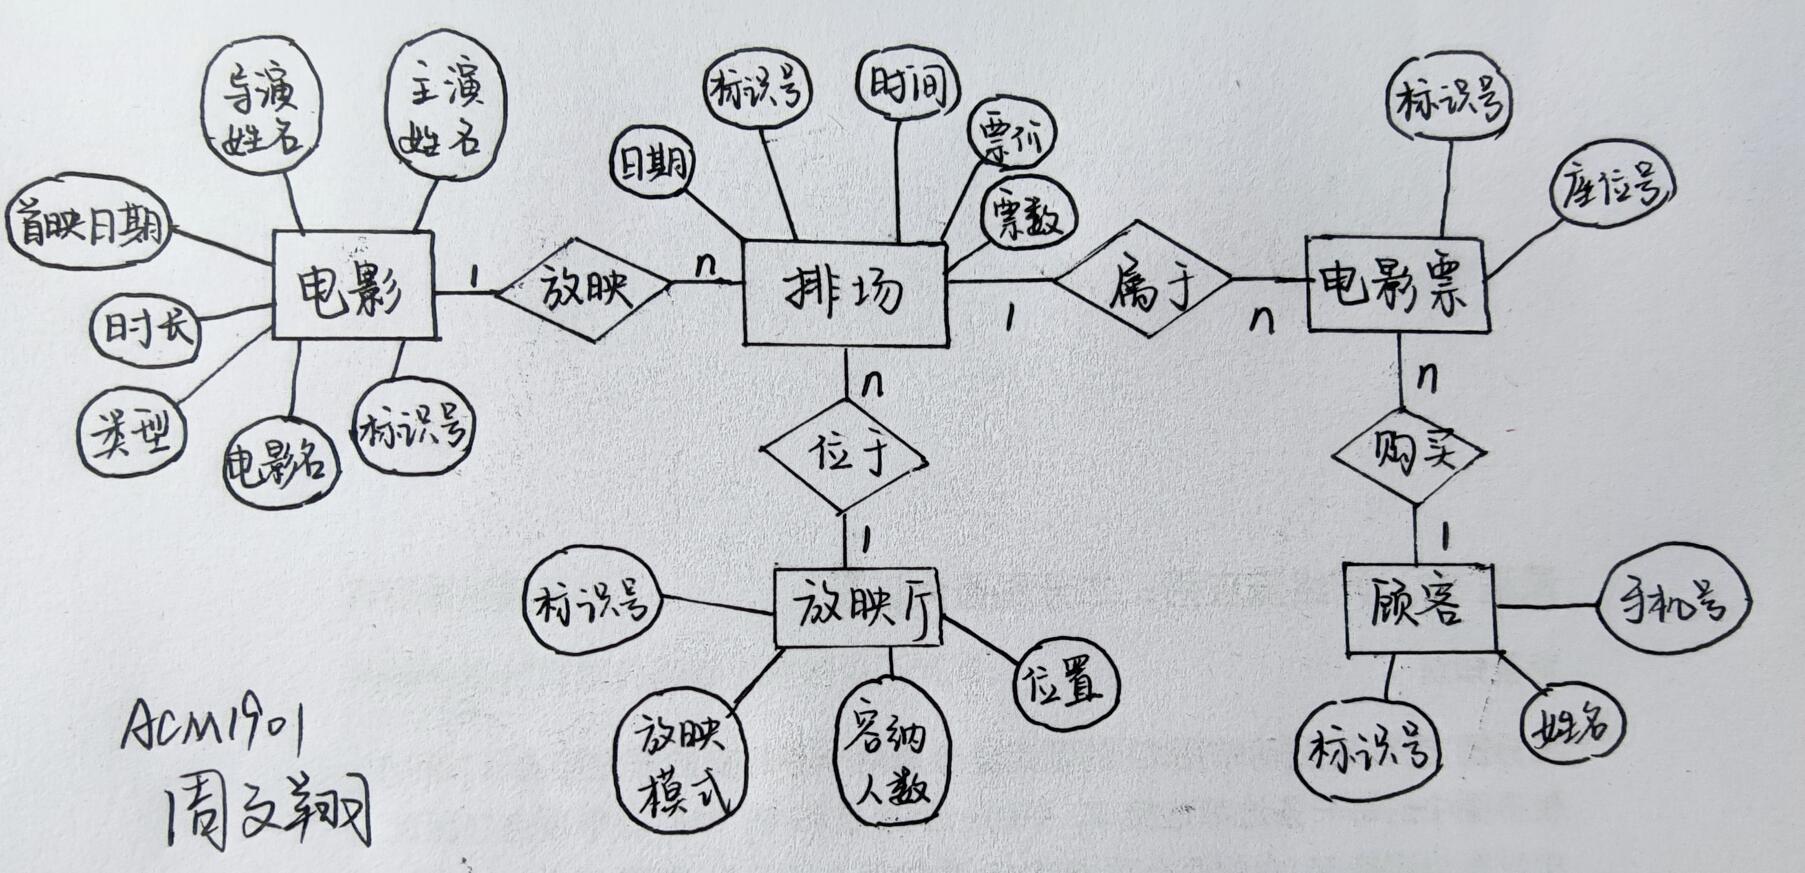 导演
姓名
主演
姓名
首映日期
时长
类型
电影名
标识号
电影
1
放映
n
日期
标识号
时间
票价
票数
排场
1
属于
n
电影票
标识号
座位号
n
位于
1
放映厅
标识号
放映
模式
容纳
人数
位置
n
购买
1
顾客
手机号
标识号
姓名
ACM1901
周文翔